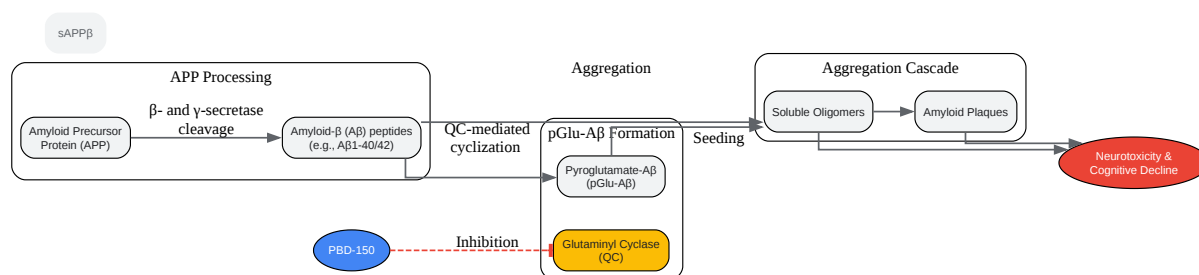 sAPPβ
APP Processing
Amyloid Precursor
Protein (APP)
β- and γ-secretase
cleavage
Amyloid-β (Aβ) peptides
(e.g., Aβ1-40/42)
Aggregation
QC-mediated
cyclization
pGlu-Aβ Formation
Pyroglutamate-Aβ
(pGlu-Aβ)
Seeding
Aggregation Cascade
Soluble Oligomers
Amyloid Plaques
Neurotoxicity &
Cognitive Decline
PBD-150
Inhibition
Glutaminyl Cyclase
(QC)